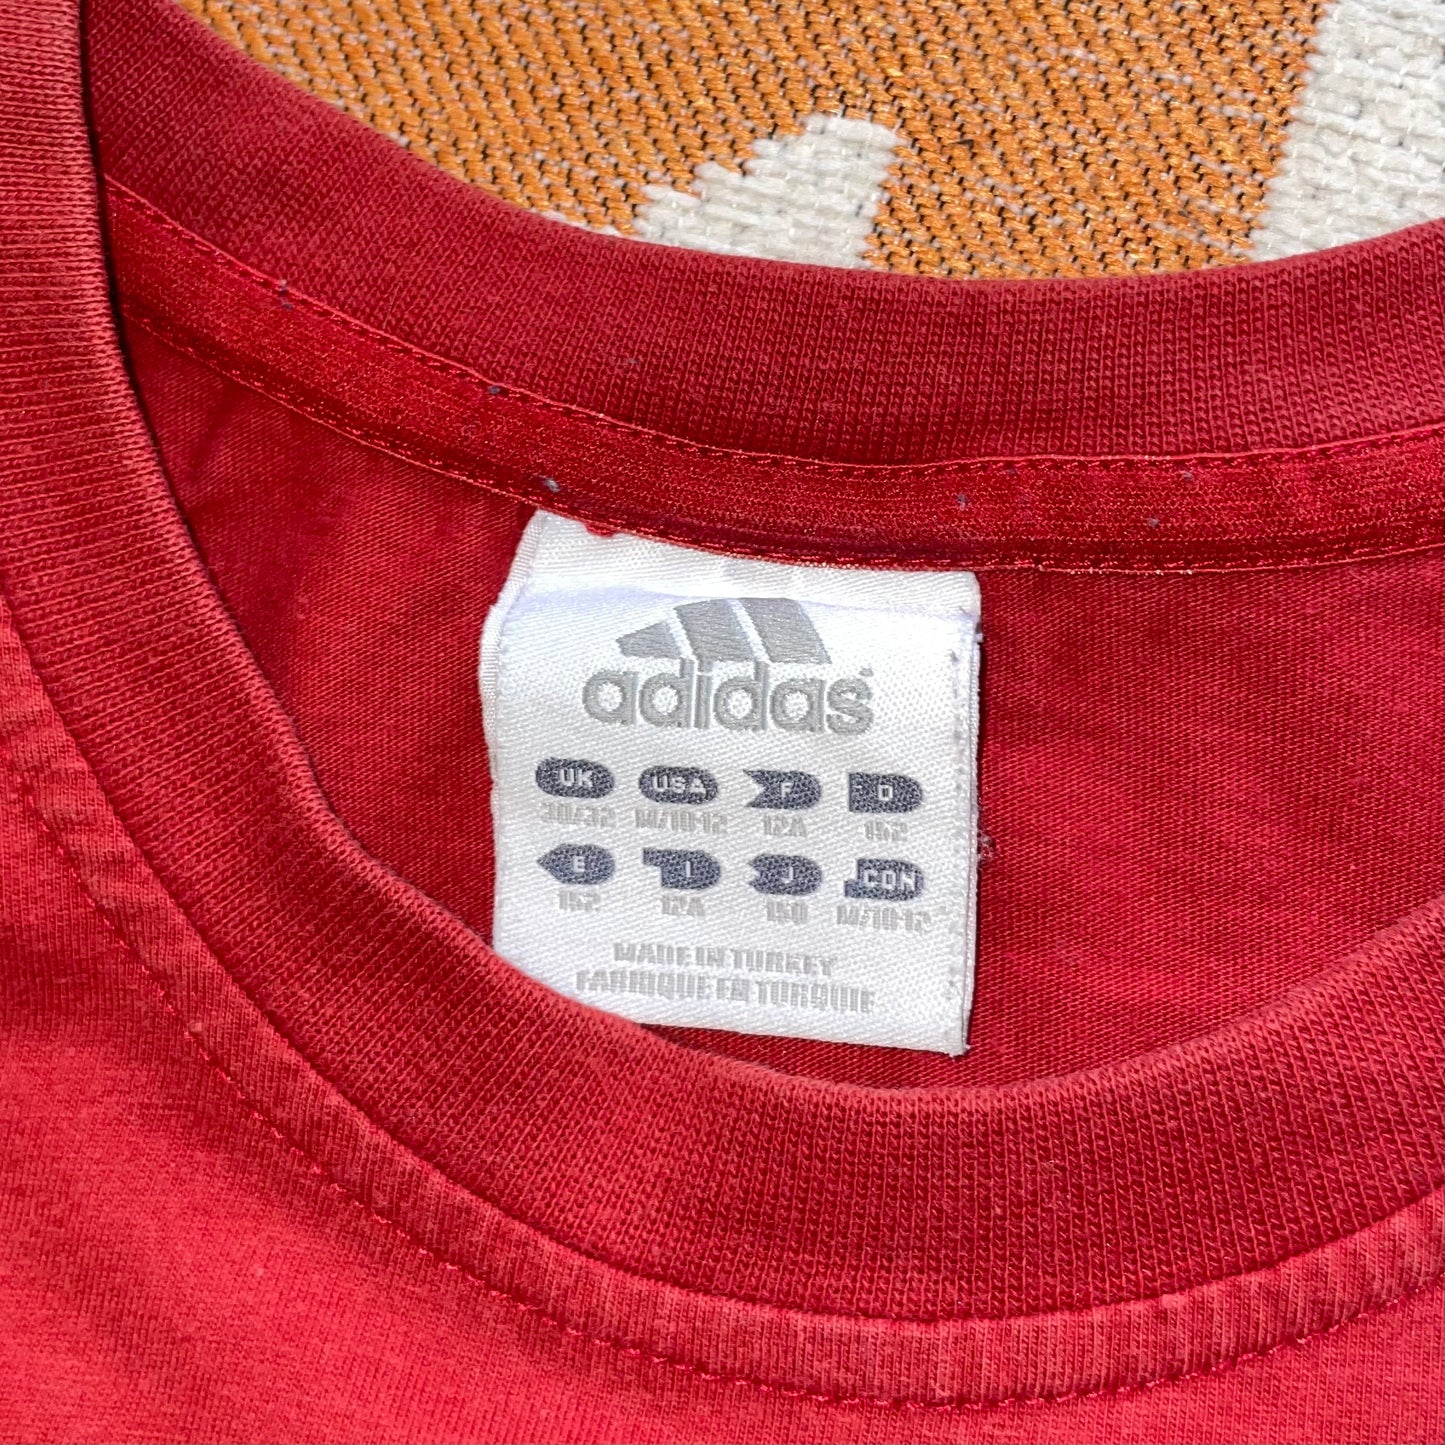 adidas
UK USA F D
30/32 M/10-12 12A 152
E I J CDN
152 12A 150 M/10-12
MADE IN TURKEY
FABRIQUE EN TURQUIE